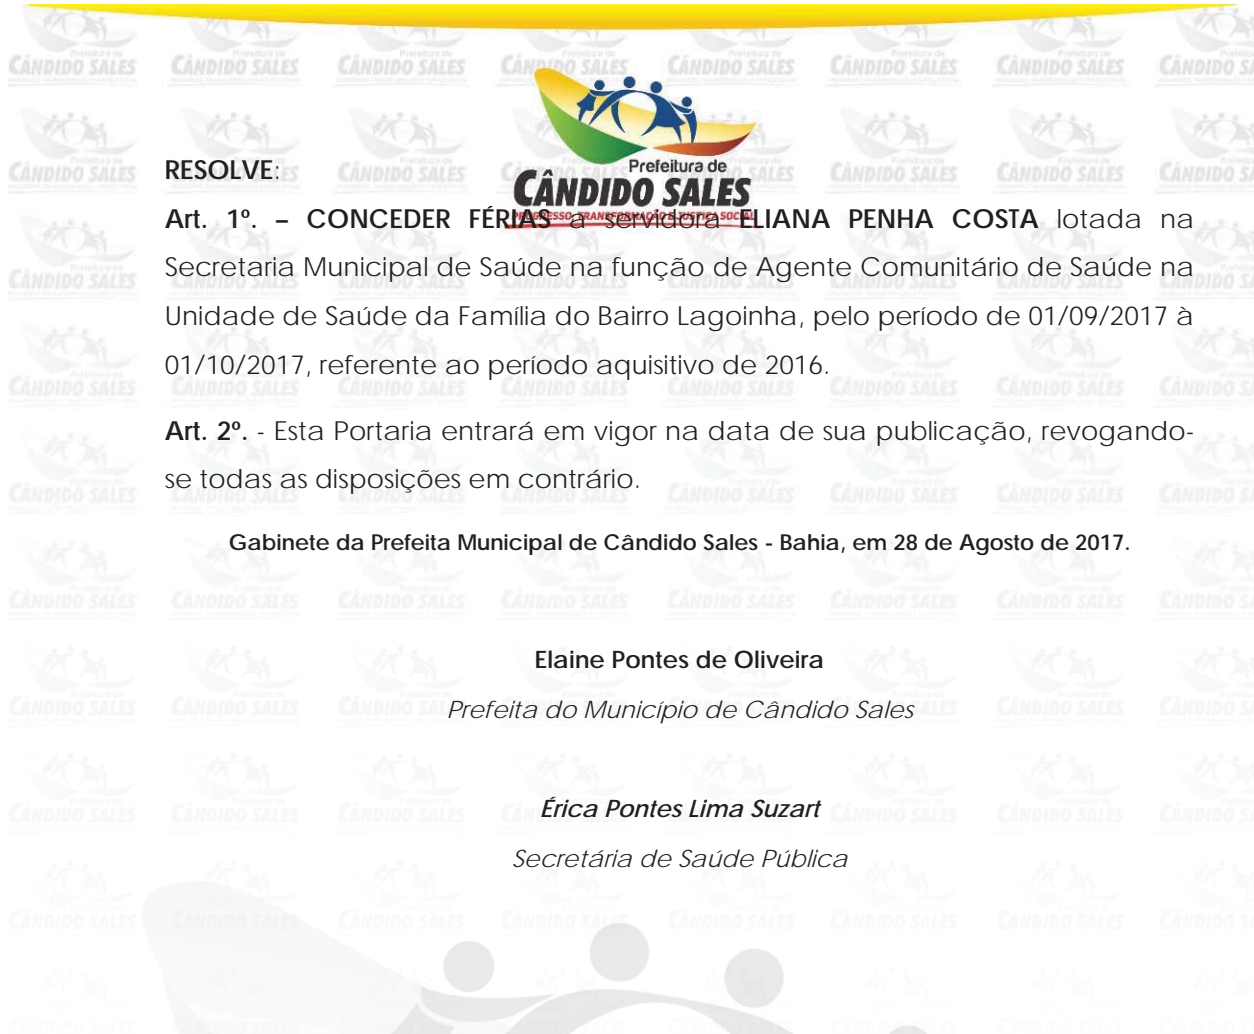 Prefeitura de
CÂNDIDO SALES
PROGRESSO, TRANSFORMAÇÃO E JUSTIÇA SOCIAL
RESOLVE:
Art. 1º. – CONCEDER FÉRIAS a servidora ELIANA PENHA COSTA lotada na
Secretaria Municipal de Saúde na função de Agente Comunitário de Saúde na
Unidade de Saúde da Família do Bairro Lagoinha, pelo período de 01/09/2017 à
01/10/2017, referente ao período aquisitivo de 2016.
Art. 2º. - Esta Portaria entrará em vigor na data de sua publicação, revogando-
se todas as disposições em contrário.
Gabinete da Prefeita Municipal de Cândido Sales - Bahia, em 28 de Agosto de 2017.
Elaine Pontes de Oliveira
Prefeita do Município de Cândido Sales
Érica Pontes Lima Suzart
Secretária de Saúde Pública